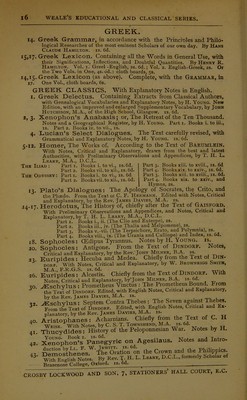 16 WEALE'S EDUCATIONAL AND CLASSICAL SERIES.
GREEK.
14. Greek Grammar, in accordance with the Principles and Philo-
logical Researches of the most eminent Scholars of our own day. By HANS
CLAUDE HAMILTON. 1s. 6d.
15,17. Greek Lexicon. Containing all the Words in General Use, with
their Significations, Inflections, and Doubtful Quantities. By HENRY R.
HAMILTON. Vol. 1. Greek-English, 2s. 6d.; Vol. 2. English-Greek, 2s. Or
the Two Vols. in One, 4s. 6d.: cloth boards, 5s.
14,15. Greek Lexicon (as above). Complete, with the GRAMMAR, in
17. One Vol., cloth boards, 6s.
GREEK CLASSICS. With Explanatory Notes in English.
1. Greek Delectus. Containing Extracts from Classical Authors,
with Genealogical Vocabularies and Explanatory Notes, by H. YOUNG. New
Edition, with an improved and enlarged Supplementary Vocabulary, by JOHN
HUTCHISON, M.A., of the High School, Glasgow. 1s. 6d.
2, 3. Xenophon's Anabasis; or, The Retreat of the Ten Thousand.
Notes and a Geographical Register, by H. YOUNG. Part 1. Books i. to iii.,
1s. Part 2. Books iv. to vii., 1s.
4. Lucian's Select Dialogues. The Text carefully revised, with
Grammatical and Explanatory Notes, by H. YOUNG. 1s. 6d.
5-12. Homer, The Works of. According to the Text of BAEUMLEIN.
With Notes, Critical and Explanatory, drawn from the best and latest
Authorities, with Preliminary Observations and Appendices, by T. H. L.
LEARY, M.A., D.C.L.
THE ILIAD: Part 1. Books i. to vi., 1s. 6d. Part 3. Books xiii. to xviii., 1s. 6d.
Part 2. Books vii. to xii., 1s. 6d. Part 4. Books xix. to xxiv., 1s. 6d.
THE ODYSSEY: Part 1. Books i. to vi., 1s. 6d. Part 3. Books xiii. to xviii., 1s. 6d.
Part 2. Books vii. to xii., 1s. 6d. Part 4. Books xix. to xxiv., and
Hymns, 2s.
13. Plato's Dialogues: The Apology of Socrates, the Crito, and
the Phædo. From the Text of C. F. HERMANN. Edited with Notes, Critical
and Explanatory, by the Rev. JAMES DAVIES, M.A. 2s.
14-17. Herodotus, The History of, chiefly after the Text of GAISFORD.
With Preliminary Observations and Appendices, and Notes, Critical and
Explanatory, by T. H. L. LEARY, M.A., D.C.L.
Part 1. Books i., ii. (The Clio and Euterpe), 2s.
Part 2. Books iii., iv. (The Thalia and Melpomene), 2s.
Part 3. Books v.-vii. (The Terpsichore, Erato, and Polymnia), 2s.
Part 4. Books viii., ix. (The Urania and Calliope) and Index, 1s. 6d.
18. Sophocles: Œdipus Tyrannus. Notes by H. YOUNG. 1s.
20. Sophocles: Antigone. From the Text of DINDORF. Notes,
Critical and Explanatory, by the Rev. JOHN MILNER, B.A. 2s.
23. Euripides: Hecuba and Medea. Chiefly from the Text of DIN-
DORF. With Notes, Critical and Explanatory, by W. BROWNRIGG SMITH,
M.A., F.R.G.S. 1s. 6d.
26. Euripides: Alcestis. Chiefly from the Text of DINDORF. With
Notes, Critical and Explanatory, by JOHN MILNER, B.A. 1s. 6d.
30. Æschylus: Prometheus Vinctus: The Prometheus Bound. From
the Text of DINDORF. Edited, with English Notes, Critical and Explanatory,
by the Rev. JAMES DAVIES, M.A. 1s.
32. Æschylus: Septem Contra Thebes: The Seven against Thebes.
From the Text of DINDORF. Edited, with English Notes, Critical and Ex-
planatory, by the Rev. JAMES DAVIES, M.A. 1s.
40. Aristophanes: Acharnians. Chiefly from the Text of C. H
WEISE. With Notes, by C. S. T. TOWNSHEND, M.A. 1s. 6d.
41. Thucydides: History of the Peloponnesian War. Notes by H.
YOUNG. Book 1. 1s. 6d.
42. Xenophon's Panegyric on Agesilaus. Notes and Intro-
duction by LL. F. W. JEWITT. 1s. 6d.
43. Demosthenes. The Oration on the Crown and the Philippics.
With English Notes. By Rev. T. H. L. LEARY, D.C.L., formerly Scholar of
Brasenose College, Oxford. 1s. 6d.
CROSBY LOCKWOOD AND SON, 7, STATIONERS' HALL COURT, E.C.